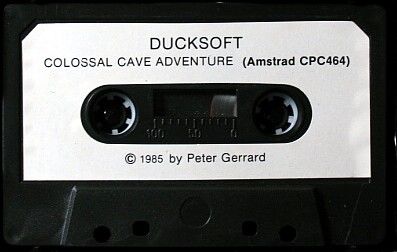 DUCKSOFT
COLOSSAL CAVE ADVENTURE (Amstrad CPC464)
100 50 0
© 1985 by Peter Gerrard